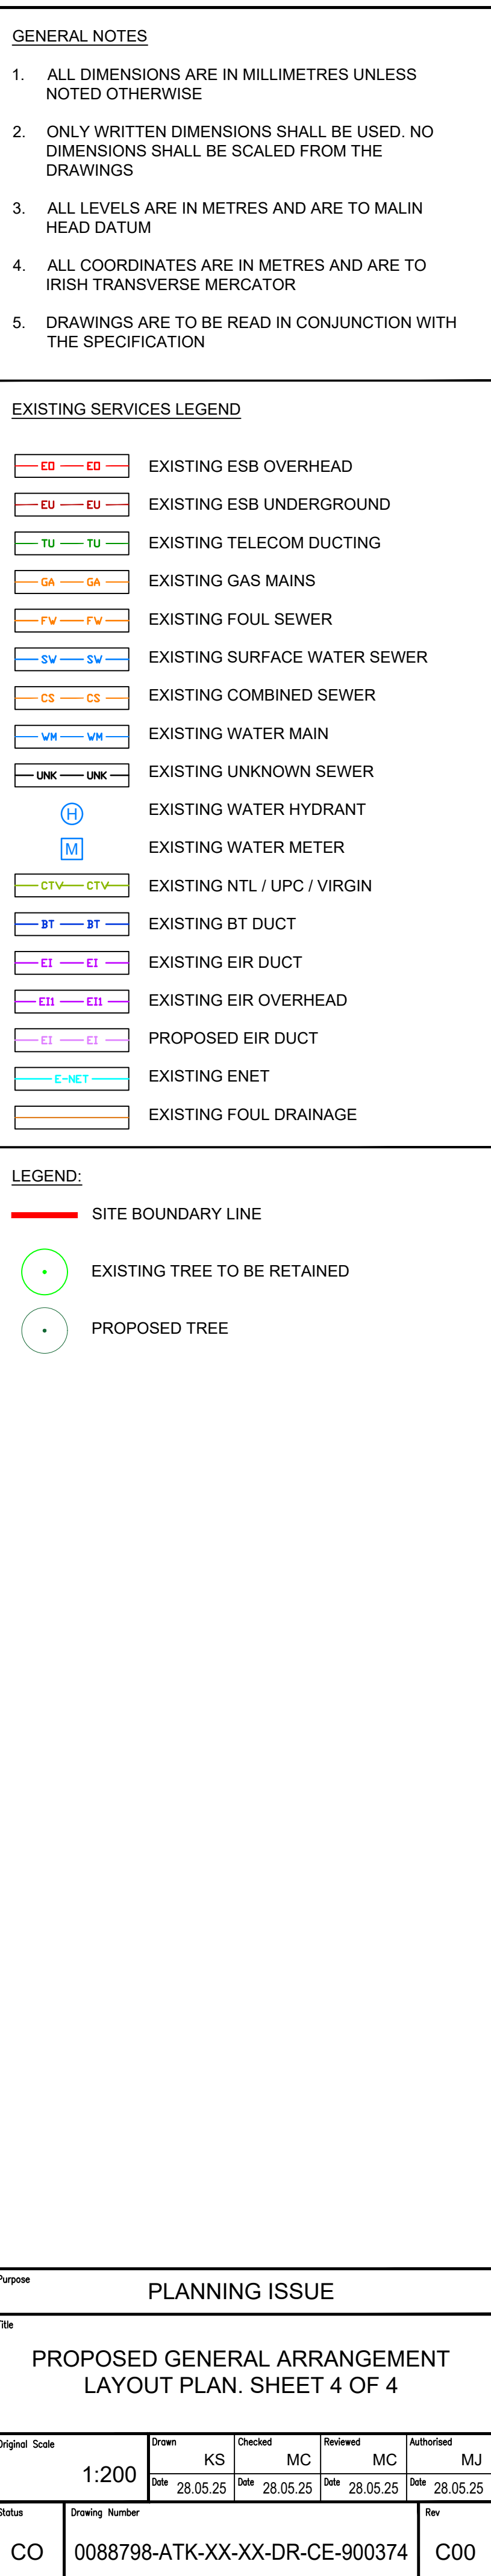 GENERAL NOTES
1. ALL DIMENSIONS ARE IN MILLIMETRES UNLESS
NOTED OTHERWISE
2. ONLY WRITTEN DIMENSIONS SHALL BE USED. NO
DIMENSIONS SHALL BE SCALED FROM THE
DRAWINGS
3. ALL LEVELS ARE IN METRES AND ARE TO MALIN
HEAD DATUM
4. ALL COORDINATES ARE IN METRES AND ARE TO
IRISH TRANSVERSE MERCATOR
5. DRAWINGS ARE TO BE READ IN CONJUNCTION WITH
THE SPECIFICATION
EXISTING SERVICES LEGEND
EO EO EXISTING ESB OVERHEAD
EU EU EXISTING ESB UNDERGROUND
TU TU EXISTING TELECOM DUCTING
GA GA EXISTING GAS MAINS
FW FW EXISTING FOUL SEWER
SW SW EXISTING SURFACE WATER SEWER
CS CS EXISTING COMBINED SEWER
WM WM EXISTING WATER MAIN
UNK UNK EXISTING UNKNOWN SEWER
H EXISTING WATER HYDRANT
M EXISTING WATER METER
CTV CTV EXISTING NTL / UPC / VIRGIN
BT BT EXISTING BT DUCT
EI EI EXISTING EIR DUCT
EI1 EI1 EXISTING EIR OVERHEAD
EI EI PROPOSED EIR DUCT
E-NET EXISTING ENET
EXISTING FOUL DRAINAGE
LEGEND:
SITE BOUNDARY LINE
EXISTING TREE TO BE RETAINED
PROPOSED TREE
Purpose
PLANNING ISSUE
Title
PROPOSED GENERAL ARRANGEMENT
LAYOUT PLAN. SHEET 4 OF 4
Original Scale Drawn Checked Reviewed Authorised
1:200 KS MC MC MJ
Date 28.05.25 Date 28.05.25 Date 28.05.25 Date 28.05.25
Status Drawing Number Rev
CO 0088798-ATK-XX-XX-DR-CE-900374 C00